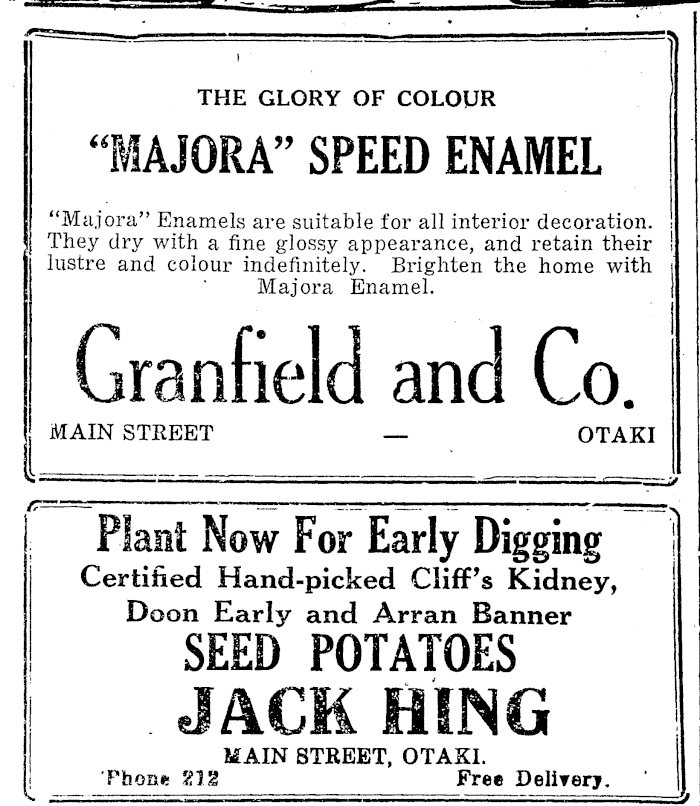 THE GLORY OF COLOUR
"MAJORA" SPEED ENAMEL
"Majora" Enamels are suitable for all interior decoration.
They dry with a fine glossy appearance, and retain their
lustre and colour indefinitely. Brighten the home with
Majora Enamel.
Granfield and Co.
MAIN STREET — OTAKI
Plant Now For Early Digging
Certified Hand-picked Cliff's Kidney,
Doon Early and Arran Banner
SEED POTATOES
JACK HING
MAIN STREET, OTAKI.
'Phone 212 Free Delivery.